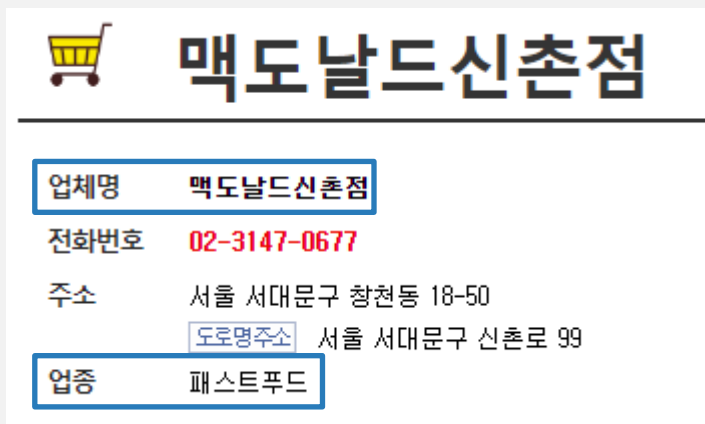 맥도날드신촌점
업체명 맥도날드신촌점
전화번호 02-3147-0677
주소 서울 서대문구 창천동 18-50
도로명주소 서울 서대문구 신촌로 99
업종 패스트푸드